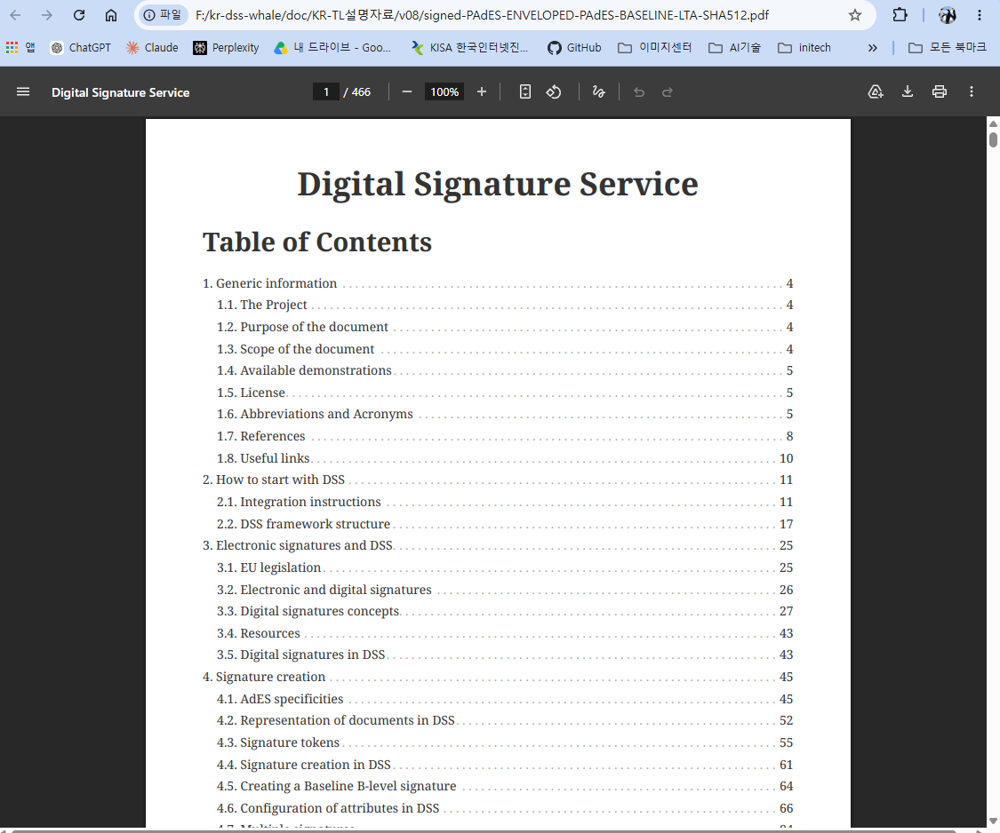 파일 F:/kr-dss-whale/doc/KR-TL설명자료/v08/signed-PAdES-ENVELOPED-PAdES-BASELINE-LTA-SHA512.pdf
앱 ChatGPT Claude Perplexity 내 드라이브 - Goo... KISA 한국인터넷진... GitHub 이미지센터 AI기술 initech » 모든 북마크
Digital Signature Service 1 / 466 − 100% +
Digital Signature Service
Table of Contents
1. Generic information 4
1.1. The Project 4
1.2. Purpose of the document 4
1.3. Scope of the document 4
1.4. Available demonstrations 5
1.5. License 5
1.6. Abbreviations and Acronyms 5
1.7. References 8
1.8. Useful links 10
2. How to start with DSS 11
2.1. Integration instructions 11
2.2. DSS framework structure 17
3. Electronic signatures and DSS 25
3.1. EU legislation 25
3.2. Electronic and digital signatures 26
3.3. Digital signatures concepts 27
3.4. Resources 43
3.5. Digital signatures in DSS 43
4. Signature creation 45
4.1. AdES specificities 45
4.2. Representation of documents in DSS 52
4.3. Signature tokens 55
4.4. Signature creation in DSS 61
4.5. Creating a Baseline B-level signature 64
4.6. Configuration of attributes in DSS 66